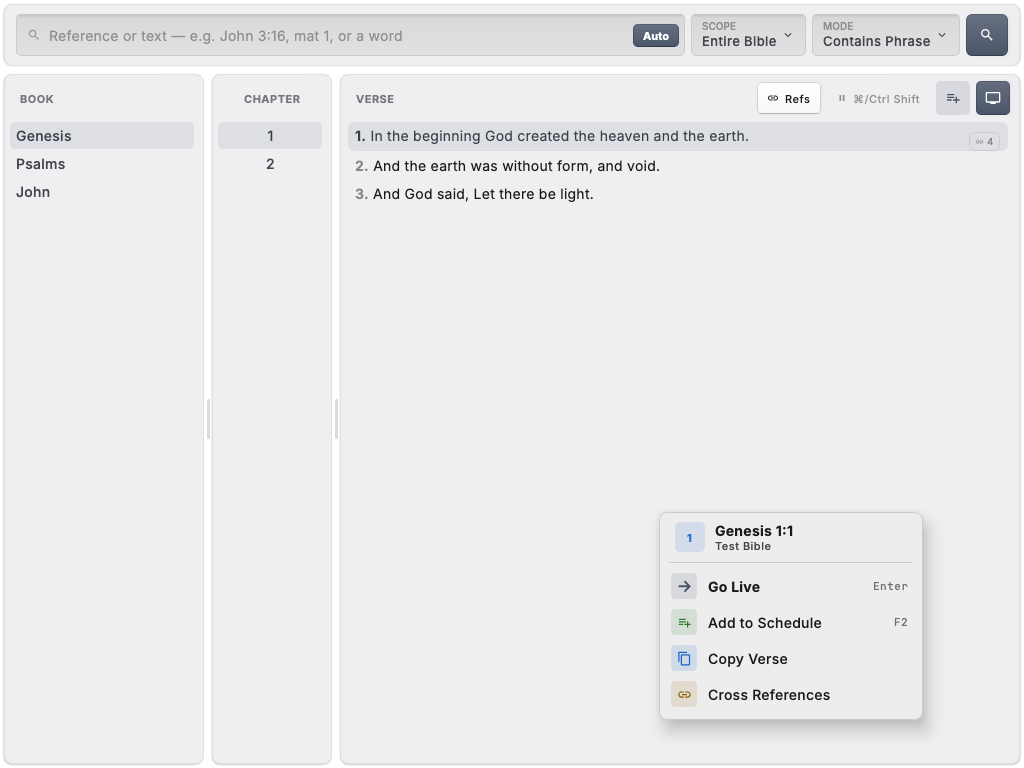 Reference or text — e.g. John 3:16, mat 1, or a word
Auto
SCOPE
Entire Bible
MODE
Contains Phrase
BOOK
Genesis
Psalms
John
CHAPTER
1
2
VERSE
Refs
⌘/Ctrl Shift
1. In the beginning God created the heaven and the earth.
4
2. And the earth was without form, and void.
3. And God said, Let there be light.
1
Genesis 1:1
Test Bible
Go Live Enter
Add to Schedule F2
Copy Verse
Cross References